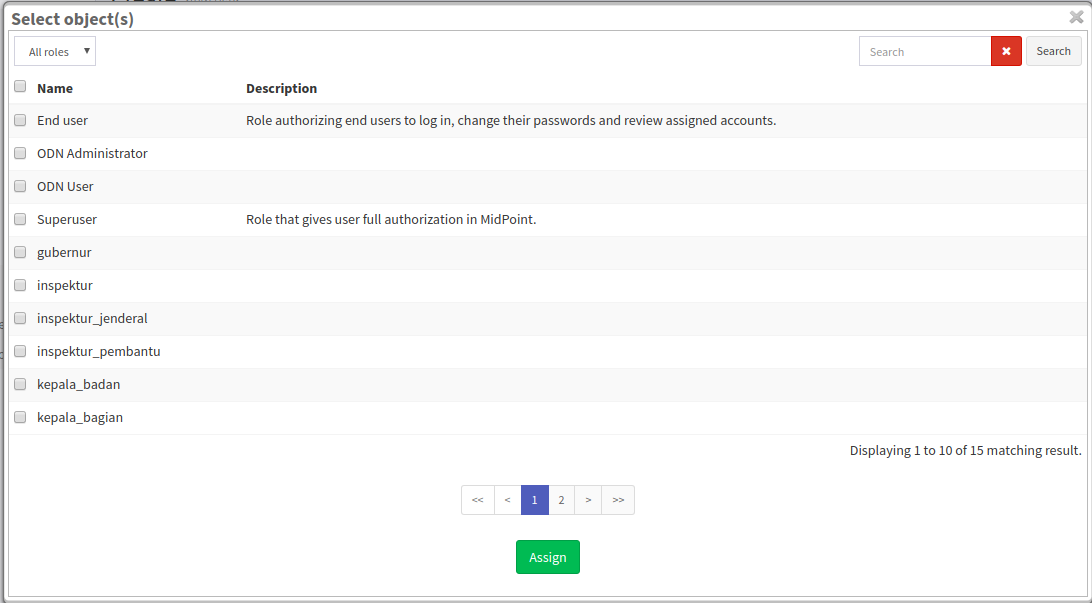 Select object(s)
All roles
Search
Search
Name Description
End user Role authorizing end users to log in, change their passwords and review assigned accounts.
ODN Administrator
ODN User
Superuser Role that gives user full authorization in MidPoint.
gubernur
inspektur
inspektur_jenderal
inspektur_pembantu
kepala_badan
kepala_bagian
Displaying 1 to 10 of 15 matching result.
<< < 1 2 > >>
Assign